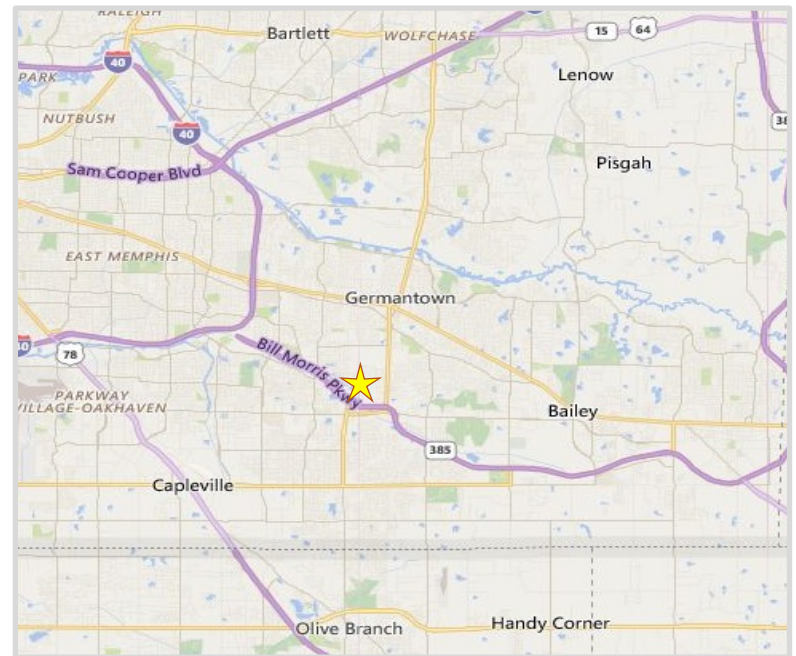 RALEIGH
Bartlett
WOLFCHASE
15
64
40
PARK
Lenow
NUTBUSH
40
38
Sam Cooper Blvd
Pisgah
EAST MEMPHIS
Germantown
Bill Morris Pkwy
78
PARKWAY
VILLAGE-OAKHAVEN
Bailey
385
Capleville
Olive Branch
Handy Corner